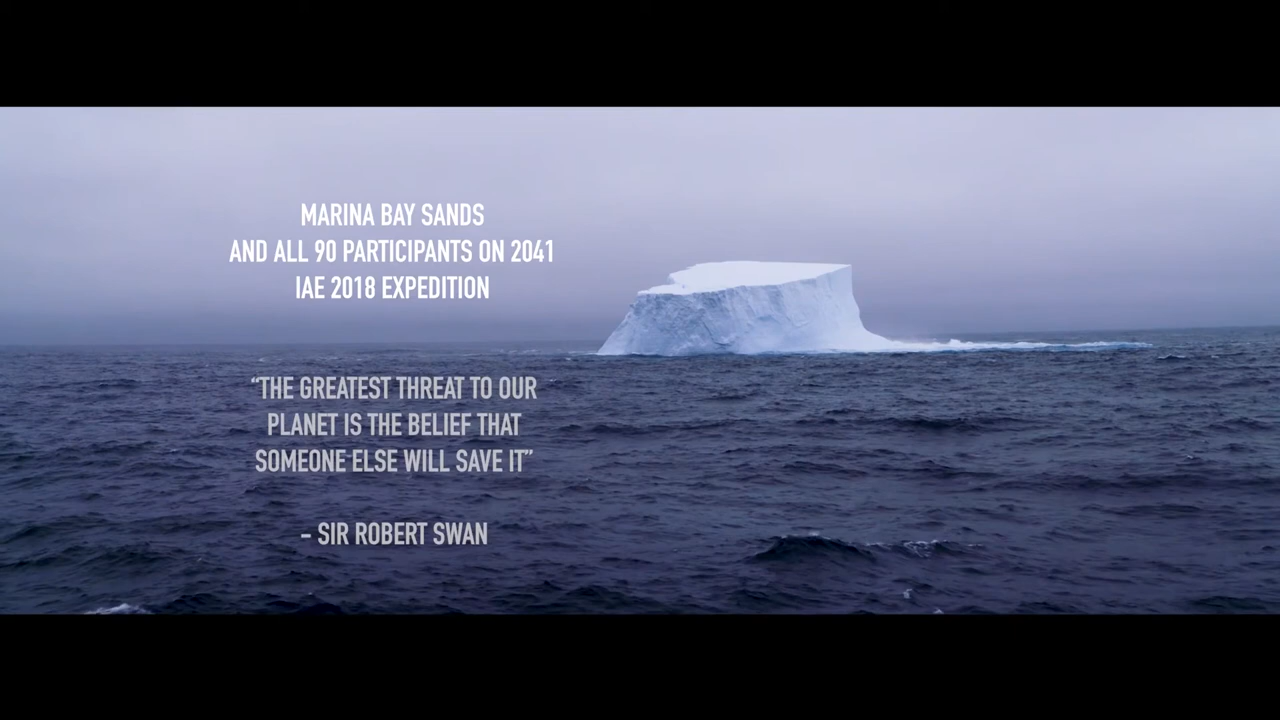 MARINA BAY SANDS
AND ALL 90 PARTICIPANTS ON 2041
IAE 2018 EXPEDITION
“THE GREATEST THREAT TO OUR
PLANET IS THE BELIEF THAT
SOMEONE ELSE WILL SAVE IT”
- SIR ROBERT SWAN